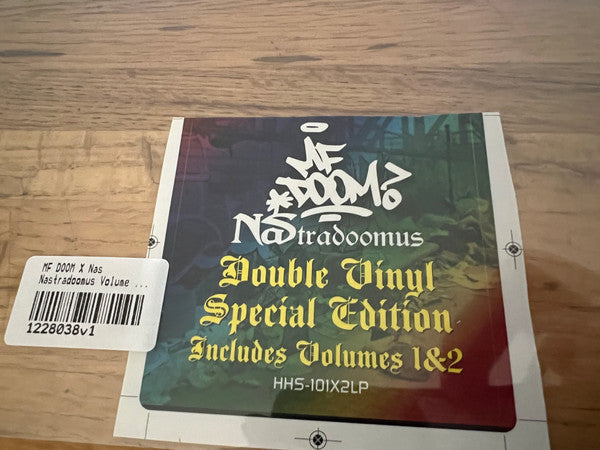 MF
DOOM?
NaStradoomus
Double Vinyl
Special Edition
Includes Volumes 1&2
HHS-101X2LP
MF DOOM X Nas
Nastradoomus Volume ...
1228038v1